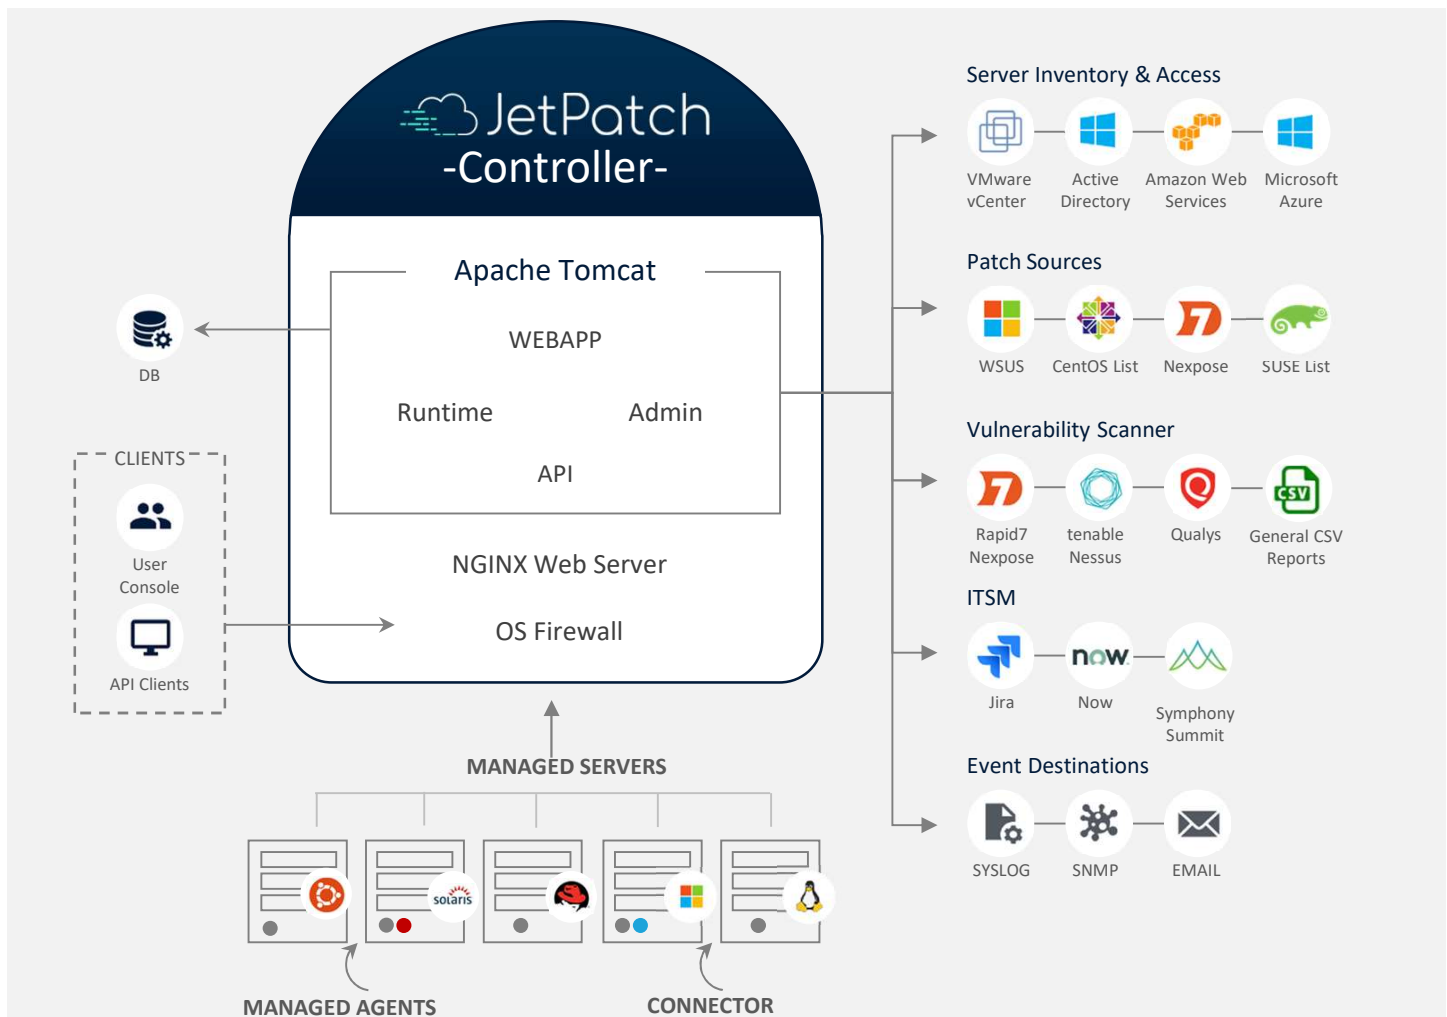 JetPatch
-Controller-
Apache Tomcat
WEBAPP
Runtime
Admin
API
NGINX Web Server
OS Firewall
DB
CLIENTS
User
Console
API Clients
MANAGED SERVERS
solaris
MANAGED AGENTS
CONNECTOR
Server Inventory & Access
VMware
vCenter
Active
Directory
Amazon Web
Services
Microsoft
Azure
Patch Sources
WSUS
CentOS List
Nexpose
SUSE List
Vulnerability Scanner
CSV
Rapid7
Nexpose
tenable
Nessus
Qualys
General CSV
Reports
ITSM
now.
Jira
Now
Symphony
Summit
Event Destinations
SYSLOG
SNMP
EMAIL